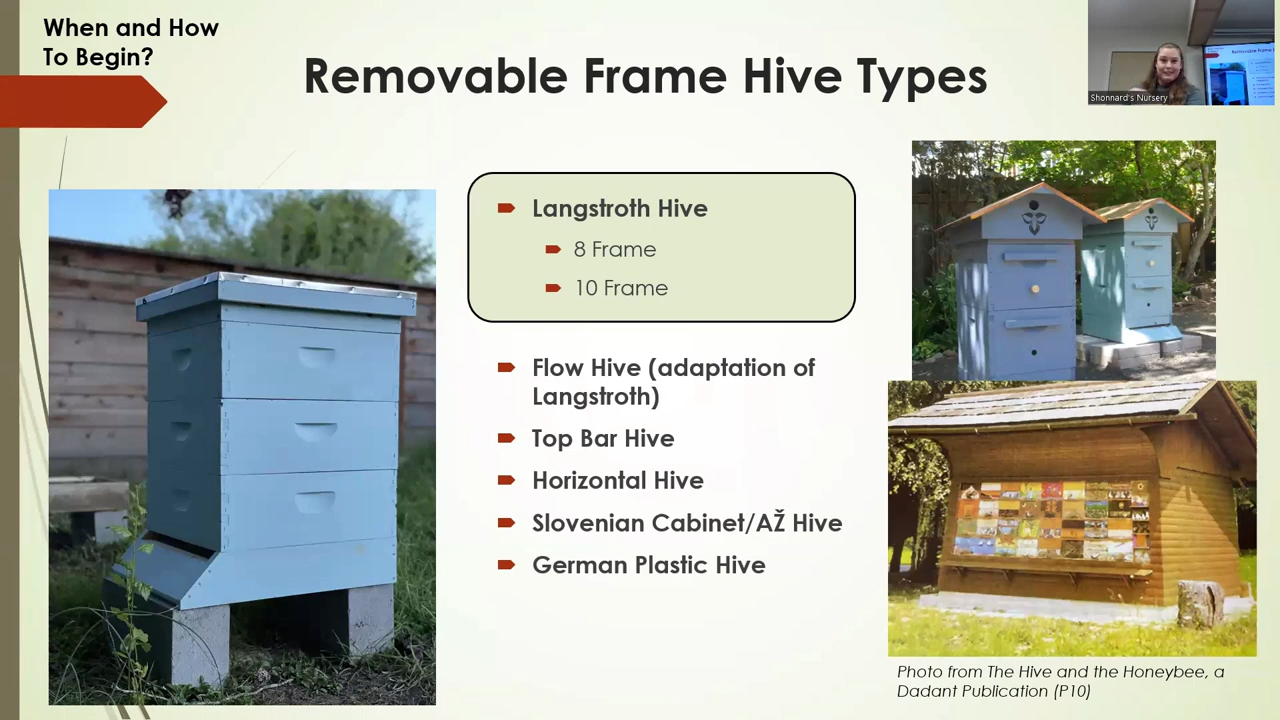 When and How
To Begin?
Removable Frame Hive Types
Shonnard's Nursery
Langstroth Hive
8 Frame
10 Frame
Flow Hive (adaptation of
Langstroth)
Top Bar Hive
Horizontal Hive
Slovenian Cabinet/AŽ Hive
German Plastic Hive
Photo from The Hive and the Honeybee, a
Dadant Publication (P10)